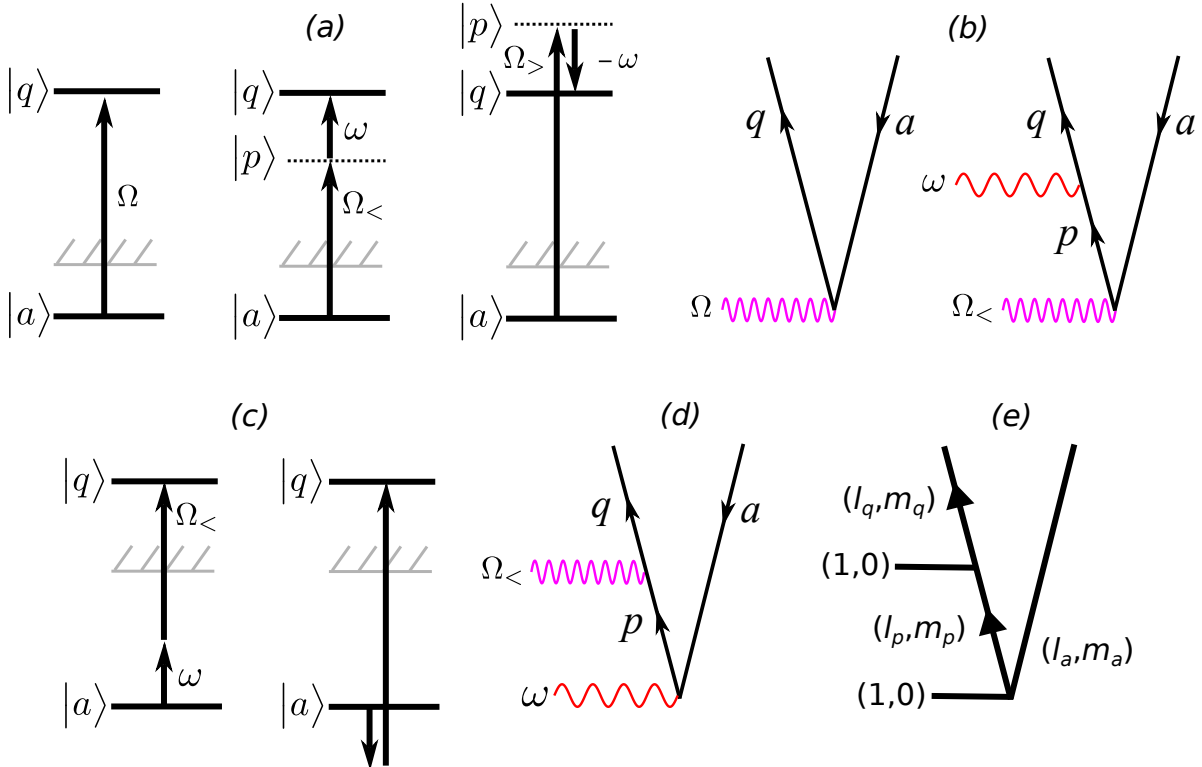 (a)
|q⟩
Ω
|a⟩
|q⟩
ω
|p⟩
Ω<
|a⟩
|p⟩
Ω>
− ω
|q⟩
|a⟩
(b)
q
a
Ω
q
a
ω
p
Ω<
(c)
|q⟩
Ω<
ω
|a⟩
|q⟩
|a⟩
(d)
q
a
Ω<
p
ω
(e)
(lq,mq)
(1,0)
(lp,mp)
(la,ma)
(1,0)